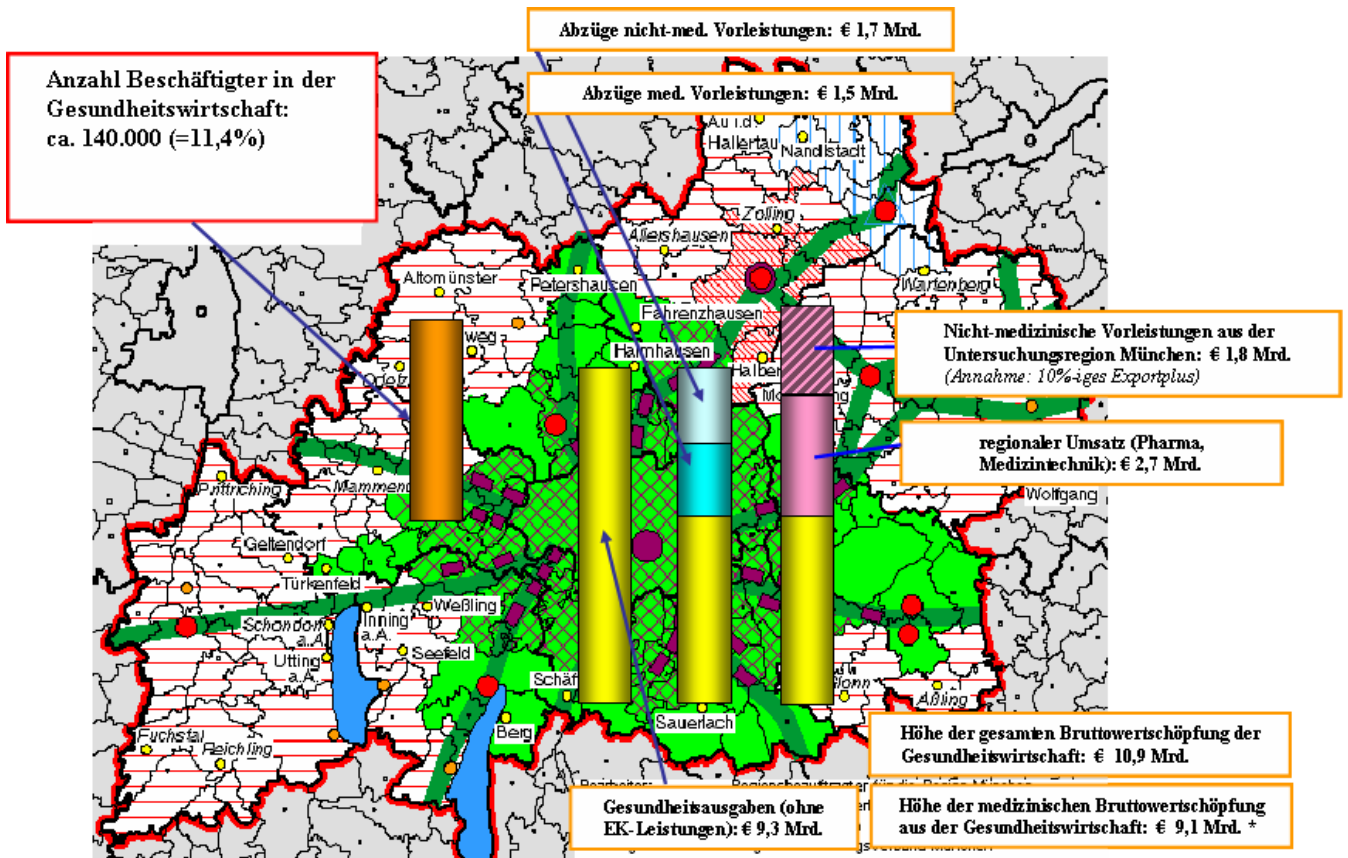 Abzüge nicht-med. Vorleistungen: € 1,7 Mrd.
Anzahl Beschäftigter in der
Gesundheitswirtschaft:
ca. 140.000 (=11,4%)
Abzüge med. Vorleistungen: € 1,5 Mrd.
Au i.d.
Hallertau
Nandlstadt
Zolling
Allershausen
Altomünster
Petershausen
Wartenberg
Fahrenzhausen
Nicht-medizinische Vorleistungen aus der
Untersuchungsregion München: € 1,8 Mrd.
(Annahme: 10%-iges Exportplus)
weg
Haimhausen
regionaler Umsatz (Pharma,
Medizintechnik): € 2,7 Mrd.
Prittriching
Wolfgang
Geltendorf
Türkenfeld
Weßling
Schondorf
a.A.
Inning
a.A.
Utting
a.A.
Seefeld
Schäf
Aßling
Berg
Sauerlach
Fuchstal
Reichling
Höhe der gesamten Bruttowertschöpfung der
Gesundheitswirtschaft: € 10,9 Mrd.
Gesundheitsausgaben (ohne
EK-Leistungen): € 9,3 Mrd.
Höhe der medizinischen Bruttowertschöpfung
aus der Gesundheitswirtschaft: € 9,1 Mrd. *